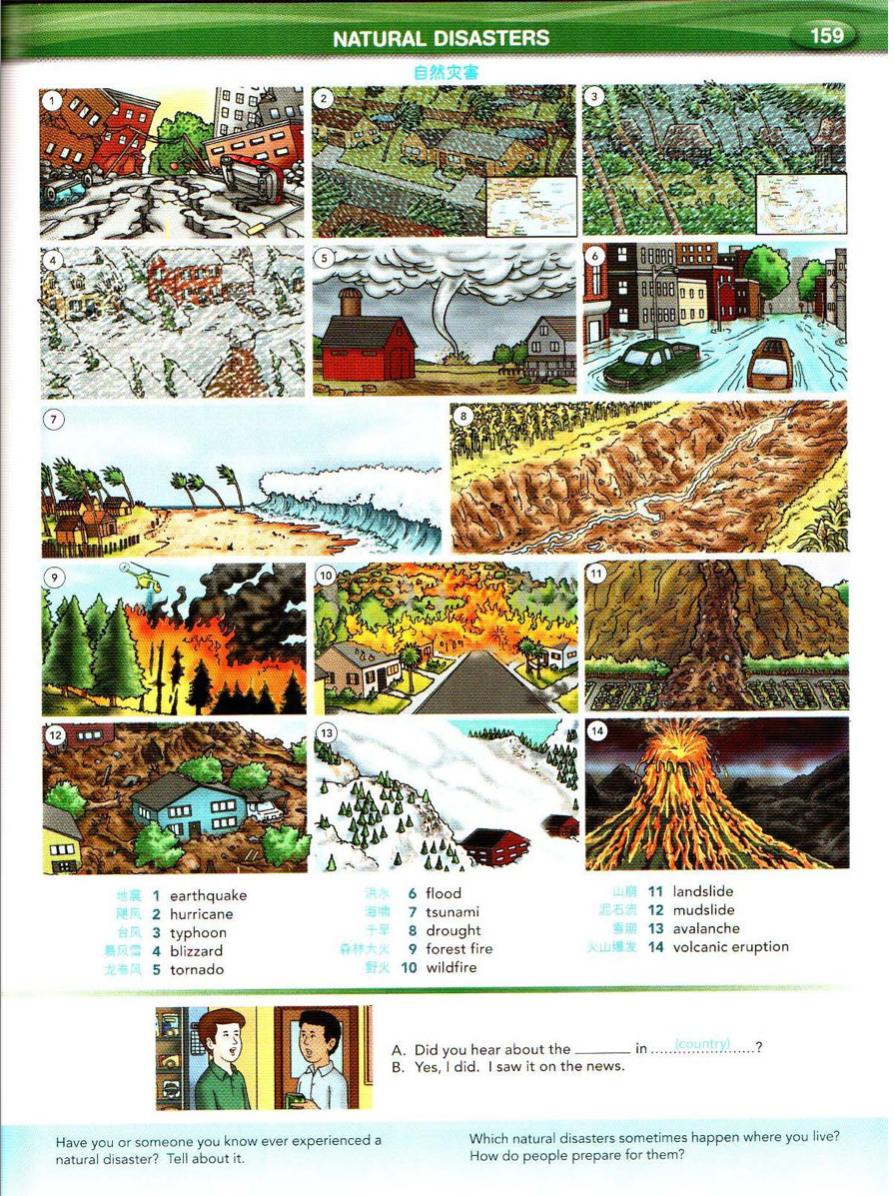 NATURAL DISASTERS
159
自然灾害
1
2
3
4
5
6
7
8
9
10
11
12
13
14
地震 1 earthquake
飓风 2 hurricane
台风 3 typhoon
暴风雪 4 blizzard
龙卷风 5 tornado
洪水 6 flood
海啸 7 tsunami
干旱 8 drought
森林大火 9 forest fire
野火 10 wildfire
山崩 11 landslide
泥石流 12 mudslide
雪崩 13 avalanche
火山爆发 14 volcanic eruption
A. Did you hear about the ________ in ....(country)....?
B. Yes, I did. I saw it on the news.
Have you or someone you know ever experienced a
natural disaster? Tell about it.
Which natural disasters sometimes happen where you live?
How do people prepare for them?